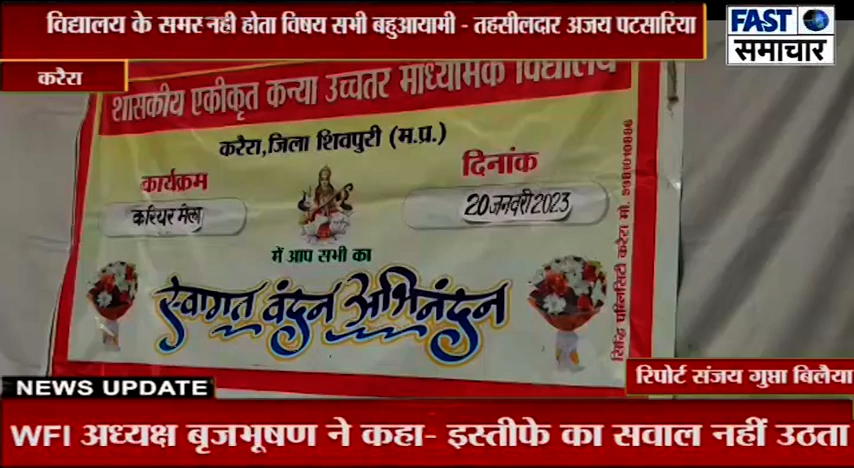 विद्यालय के समर नही होता विषय सभी बहुआयामी - तहसीलदार अजय पटसारिया
FAST
समाचार
करैरा
शासकीय एकीकृत कन्या उच्चतर माध्यमिक विद्यालय
करैरा, जिला शिवपुरी (म.प्र.)
कार्यक्रम
दिनांक
करियर मेला
20 जनवरी 2023
में आप सभी का
स्वागत वंदन अभिनंदन
सिद्धि पब्लिसिटी करैरा मो.
रिपोर्ट संजय गुप्ता बिलैया
NEWS UPDATE
WFI अध्यक्ष बृजभूषण ने कहा- इस्तीफे का सवाल नहीं उठता